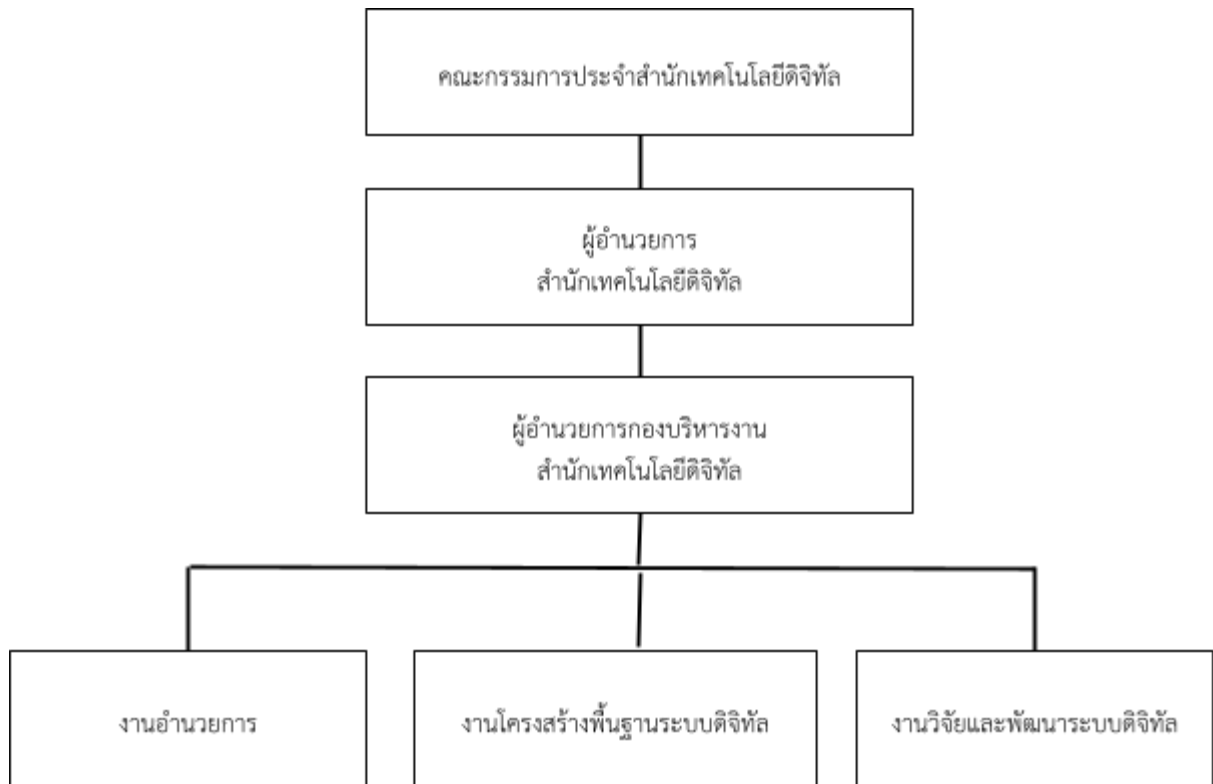 คณะกรรมการประจำสำนักเทคโนโลยีดิจิทัล
ผู้อำนวยการ
สำนักเทคโนโลยีดิจิทัล
ผู้อำนวยการกองบริหารงาน
สำนักเทคโนโลยีดิจิทัล
งานอำนวยการ
งานโครงสร้างพื้นฐานระบบดิจิทัล
งานวิจัยและพัฒนาระบบดิจิทัล